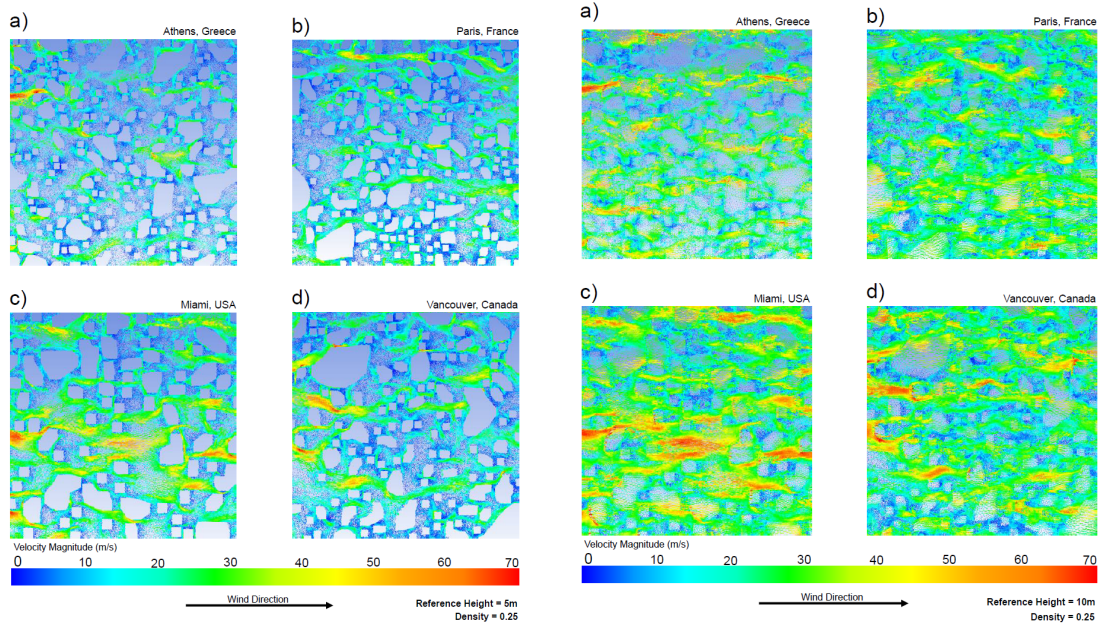 a)
Athens, Greece
b)
Paris, France
c)
Miami, USA
d)
Vancouver, Canada
Velocity Magnitude (m/s)
0 10 20 30 40 50 60 70
Wind Direction
Reference Height = 5m
Density = 0.25
a)
Athens, Greece
b)
Paris, France
c)
Miami, USA
d)
Vancouver, Canada
Velocity Magnitude (m/s)
0 10 20 30 40 50 60 70
Wind Direction
Reference Height = 10m
Density = 0.25